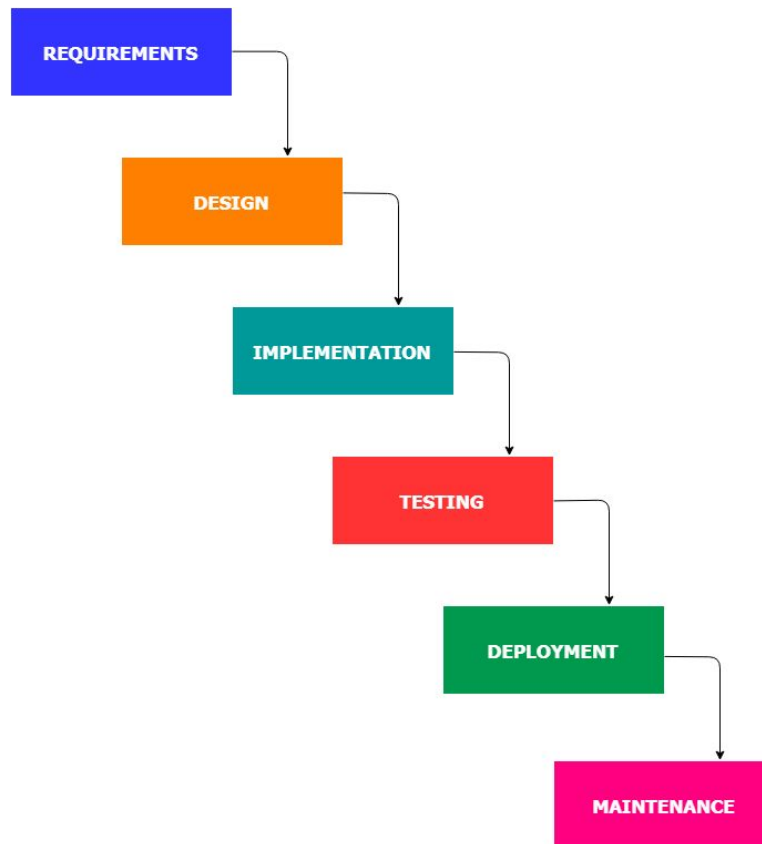 REQUIREMENTS
DESIGN
IMPLEMENTATION
TESTING
DEPLOYMENT
MAINTENANCE